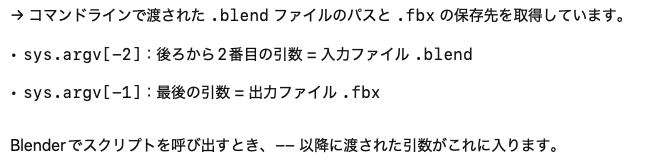 → コマンドラインで渡された .blend ファイルのパスと .fbx の保存先を取得しています。
• sys.argv[-2]：後ろから2番目の引数 = 入力ファイル .blend
• sys.argv[-1]：最後の引数 = 出力ファイル .fbx
Blenderでスクリプトを呼び出すとき、-- 以降に渡された引数がこれに入ります。